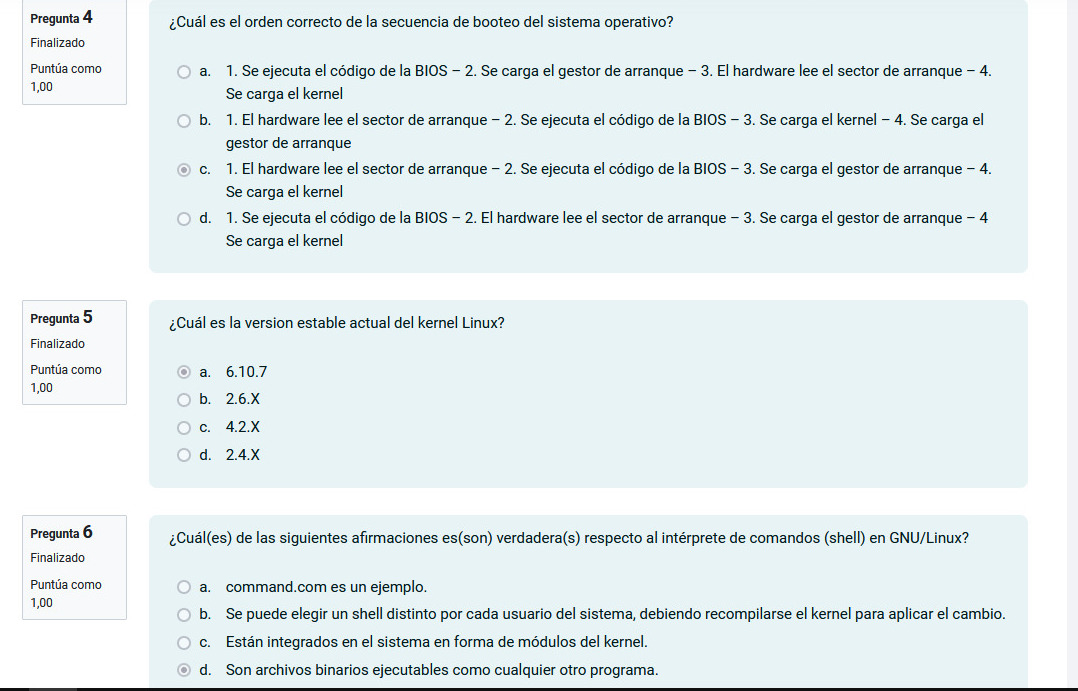 Pregunta 4
Finalizado
Puntúa como
1,00
¿Cuál es el orden correcto de la secuencia de booteo del sistema operativo?
a. 1. Se ejecuta el código de la BIOS – 2. Se carga el gestor de arranque – 3. El hardware lee el sector de arranque – 4.
Se carga el kernel
b. 1. El hardware lee el sector de arranque – 2. Se ejecuta el código de la BIOS – 3. Se carga el kernel – 4. Se carga el
gestor de arranque
c. 1. El hardware lee el sector de arranque – 2. Se ejecuta el código de la BIOS – 3. Se carga el gestor de arranque – 4.
Se carga el kernel
d. 1. Se ejecuta el código de la BIOS – 2. El hardware lee el sector de arranque – 3. Se carga el gestor de arranque – 4
Se carga el kernel
Pregunta 5
Finalizado
Puntúa como
1,00
¿Cuál es la version estable actual del kernel Linux?
a. 6.10.7
b. 2.6.X
c. 4.2.X
d. 2.4.X
Pregunta 6
Finalizado
Puntúa como
1,00
¿Cuál(es) de las siguientes afirmaciones es(son) verdadera(s) respecto al intérprete de comandos (shell) en GNU/Linux?
a. command.com es un ejemplo.
b. Se puede elegir un shell distinto por cada usuario del sistema, debiendo recompilarse el kernel para aplicar el cambio.
c. Están integrados en el sistema en forma de módulos del kernel.
d. Son archivos binarios ejecutables como cualquier otro programa.